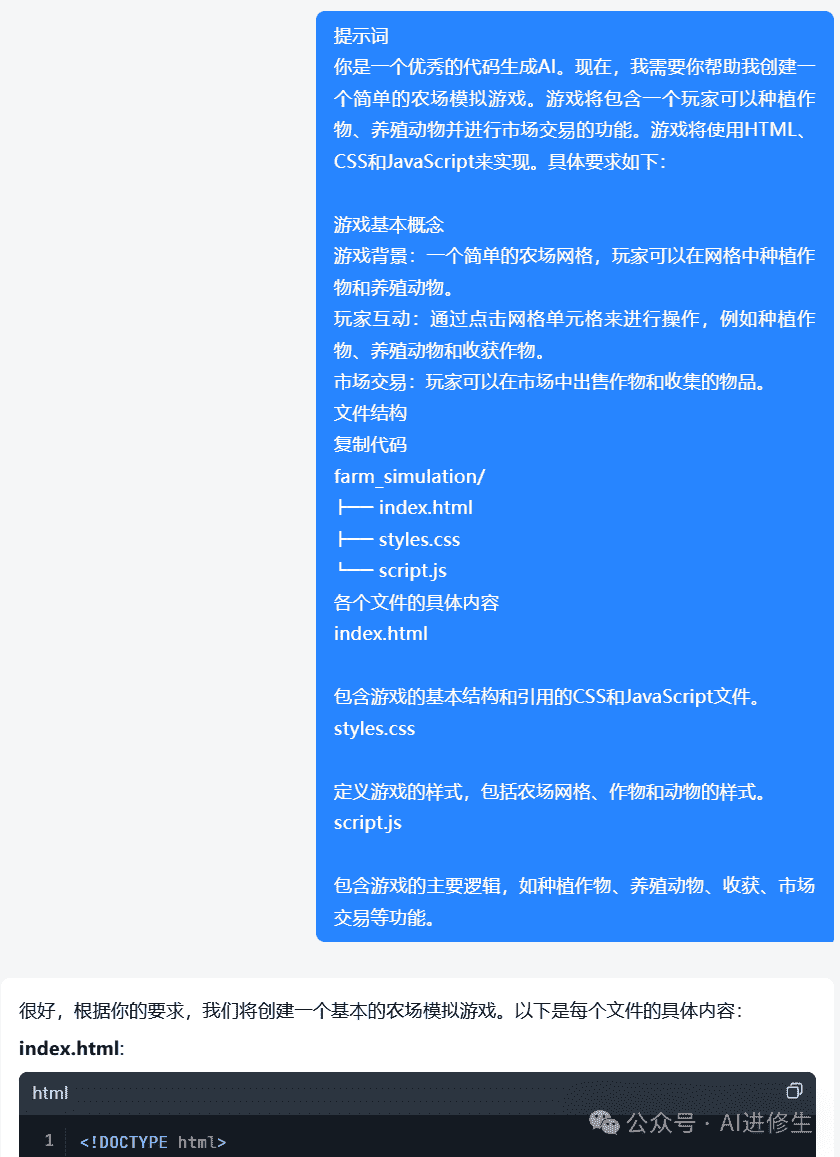 提示词
你是一个优秀的代码生成AI。现在，我需要你帮助我创建一
个简单的农场模拟游戏。游戏将包含一个玩家可以种植作
物、养殖动物并进行市场交易的功能。游戏将使用HTML、
CSS和JavaScript来实现。具体要求如下：
游戏基本概念
游戏背景：一个简单的农场网格，玩家可以在网格中种植作
物和养殖动物。
玩家互动：通过点击网格单元格来进行操作，例如种植作
物、养殖动物和收获作物。
市场交易：玩家可以在市场中出售作物和收集的物品。
文件结构
复制代码
farm_simulation/
├── index.html
├── styles.css
└── script.js
各个文件的具体内容
index.html
包含游戏的基本结构和引用的CSS和JavaScript文件。
styles.css
定义游戏的样式，包括农场网格、作物和动物的样式。
script.js
包含游戏的主要逻辑，如种植作物、养殖动物、收获、市场
交易等功能。
很好，根据你的要求，我们将创建一个基本的农场模拟游戏。以下是每个文件的具体内容：
index.html:
html
1 <!DOCTYPE html>
公众号 · AI进修生